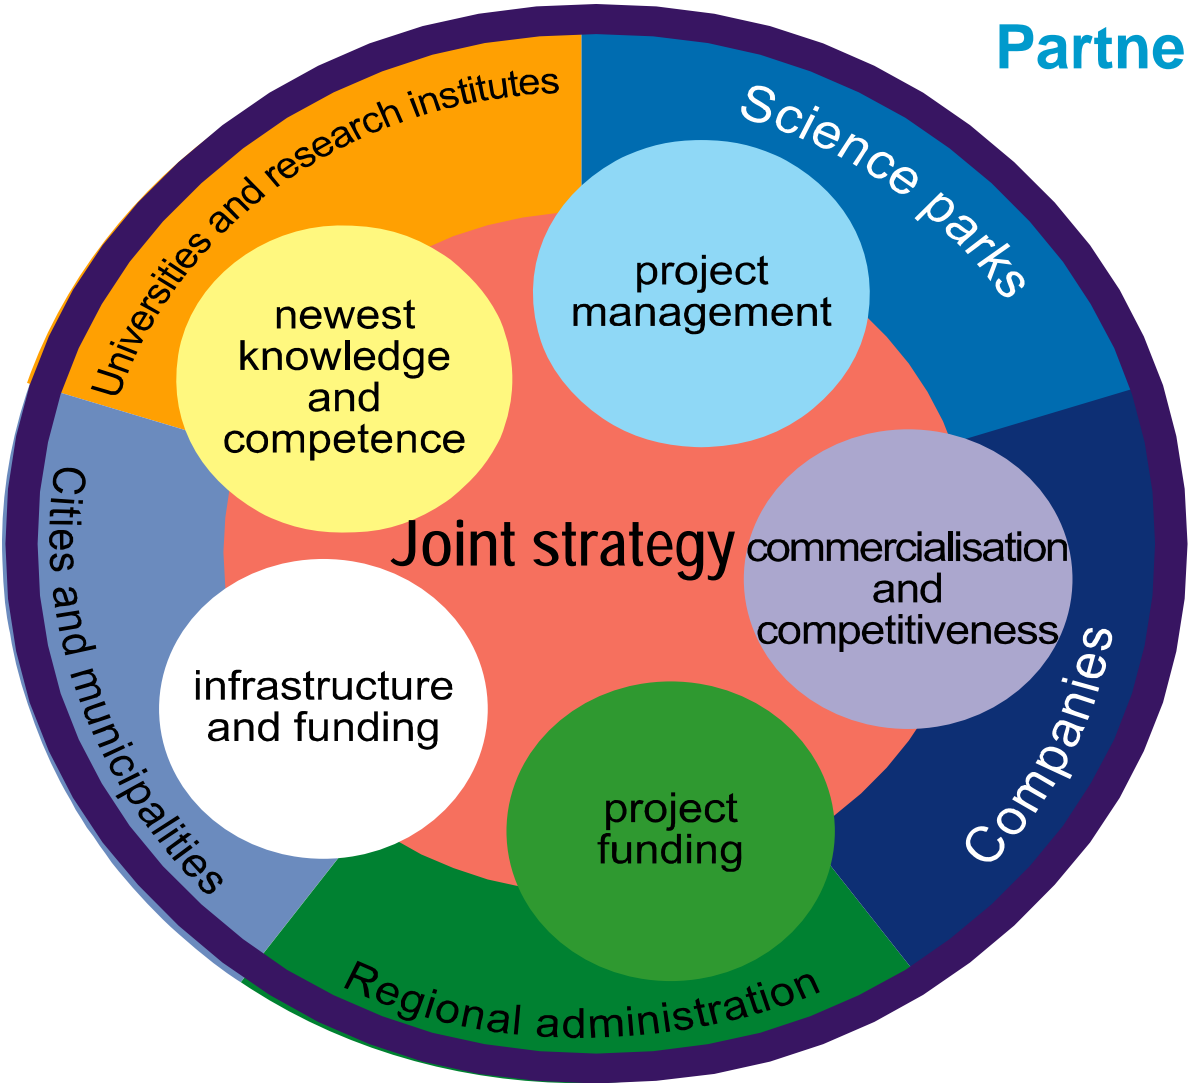 Partne
Universities and research institutes
Science parks
project
management
newest
knowledge
and
competence
Joint strategy
commercialisation
and
competitiveness
Cities and municipalities
infrastructure
and funding
Companies
project
funding
Regional administration